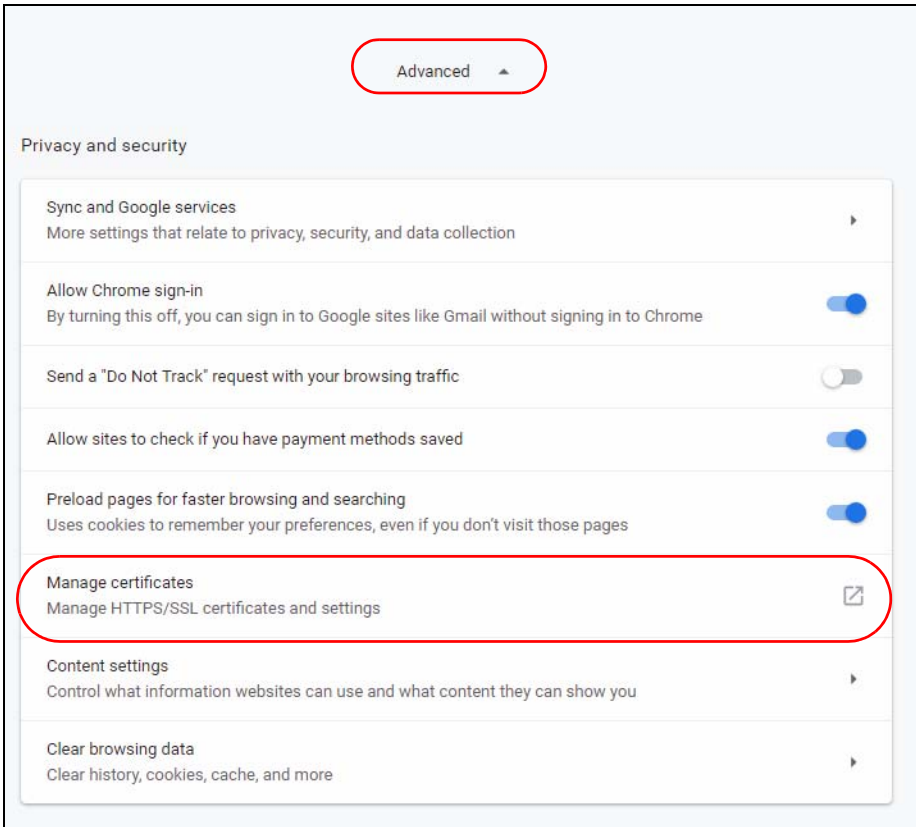 Advanced
Privacy and security
Sync and Google services
More settings that relate to privacy, security, and data collection
Allow Chrome sign-in
By turning this off, you can sign in to Google sites like Gmail without signing in to Chrome
Send a "Do Not Track" request with your browsing traffic
Allow sites to check if you have payment methods saved
Preload pages for faster browsing and searching
Uses cookies to remember your preferences, even if you don't visit those pages
Manage certificates
Manage HTTPS/SSL certificates and settings
Content settings
Control what information websites can use and what content they can show you
Clear browsing data
Clear history, cookies, cache, and more